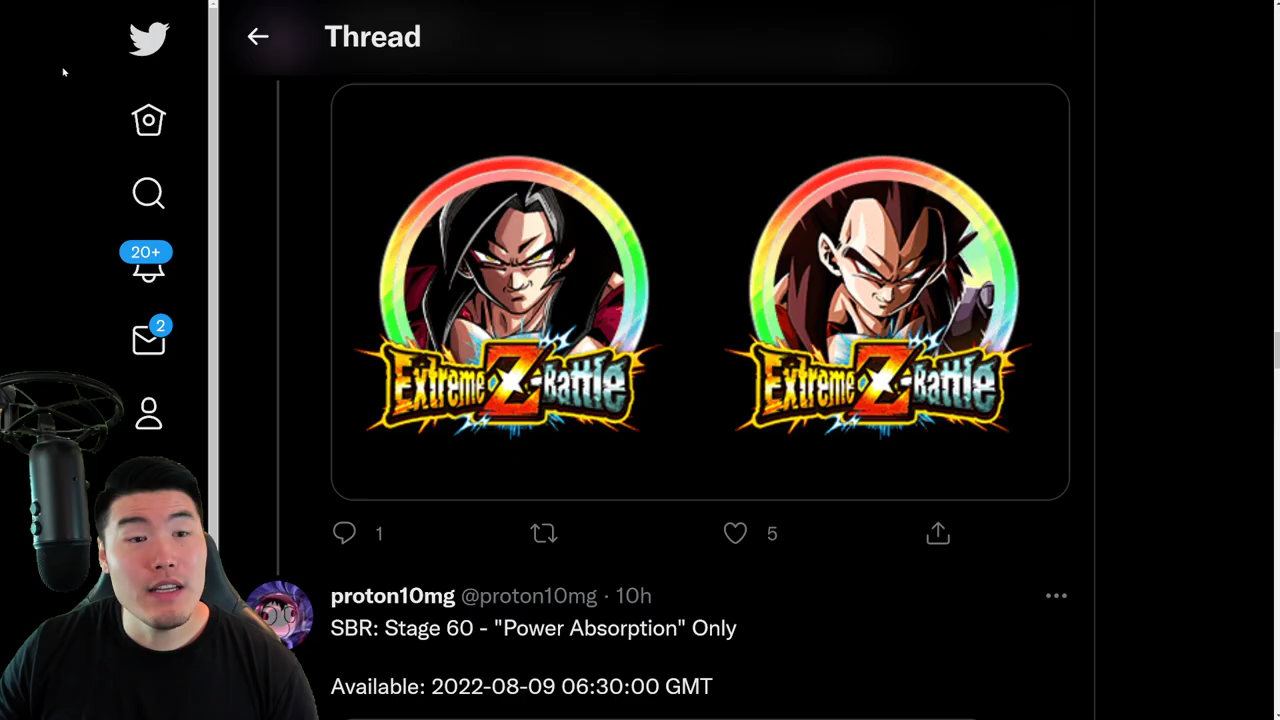 Thread
20+
2
Extreme Z-Battle
Extreme Z-Battle
1
5
proton10mg @proton10mg · 10h
SBR: Stage 60 - "Power Absorption" Only
Available: 2022-08-09 06:30:00 GMT